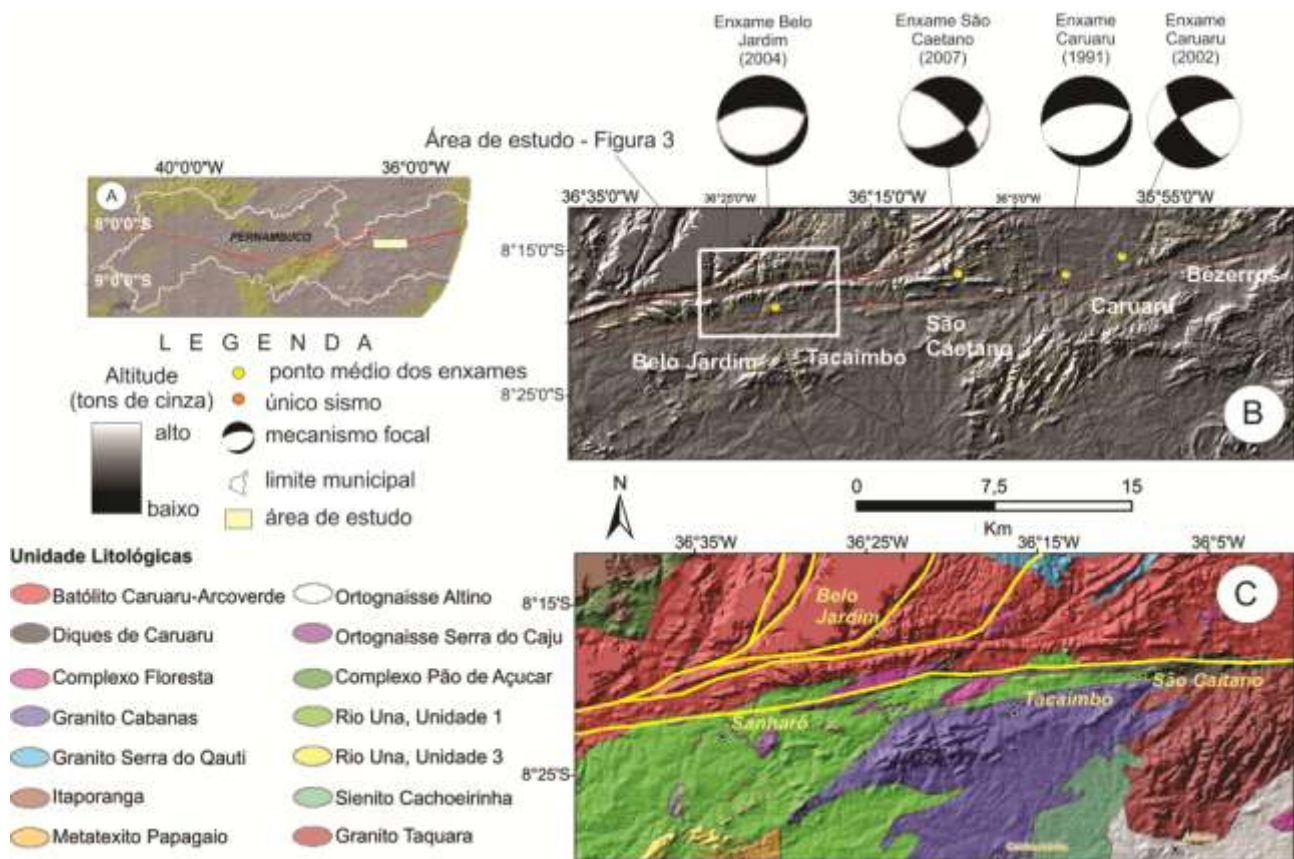 Enxame Belo
Jardim
(2004)
Enxame São
Caetano
(2007)
Enxame
Caruaru
(1991)
Enxame
Caruaru
(2002)
Área de estudo - Figura 3
40°0'0"W
36°0'0"W
A
8°0'0"S
9°0'0"S
PERNAMBUCO
36°35'0"W
36°25'0"W
36°15'0"W
36°5'0"W
36°55'0"W
8°15'0"S
8°25'0"S
Bezerros
Caruaru
São
Caetano
Tacaimbo
Belo Jardim
B
LEGENDA
Altitude
(tons de cinza)
alto
baixo
ponto médio dos enxames
único sismo
mecanismo focal
limite municipal
área de estudo
N
0
7,5
15
Km
Unidade Litológicas
Batólito Caruaru-Arcoverde
Diques de Caruaru
Complexo Floresta
Granito Cabanas
Granito Serra do Qauti
Itaporanga
Metatexito Papagaio
Ortognaisse Altino
Ortognaisse Serra do Caju
Complexo Pão de Açucar
Rio Una, Unidade 1
Rio Una, Unidade 3
Sienito Cachoeirinha
Granito Taquara
36°35'W
36°25'W
36°15'W
36°5'W
8°15'S
8°25'S
C
Belo
Jardim
São Caitano
Tacaimbó
Sanharó